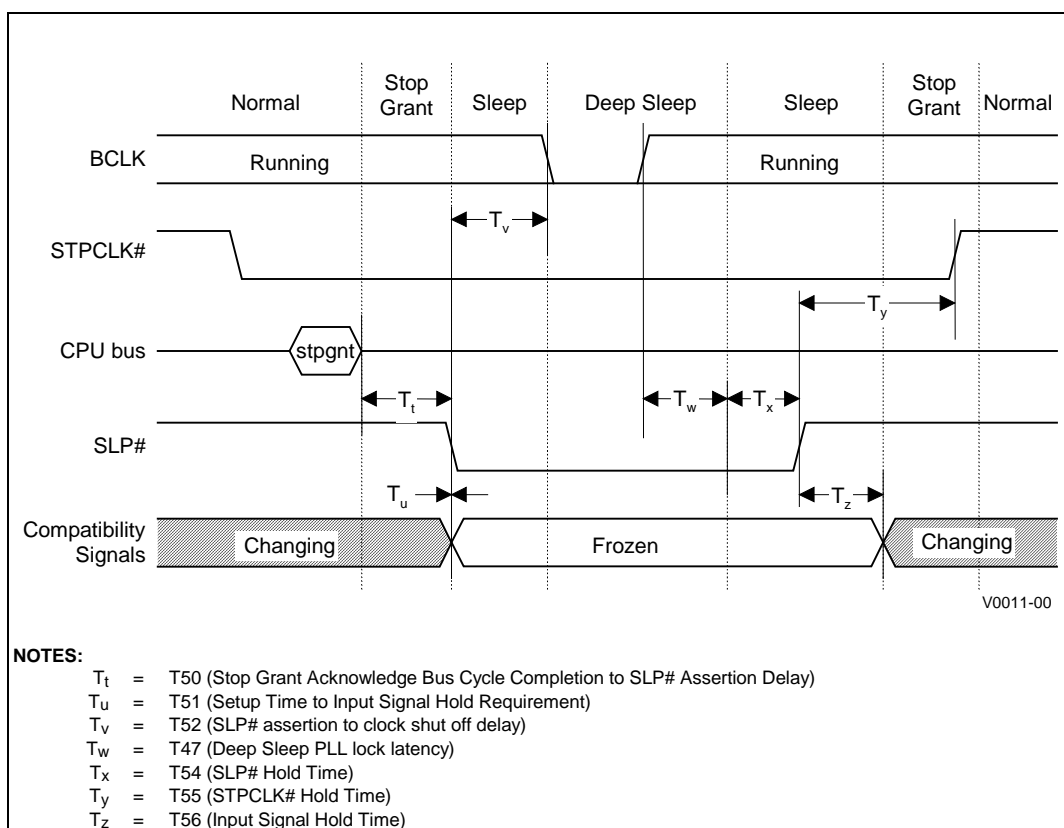 Normal Stop Grant Sleep Deep Sleep Sleep Stop Grant Normal
BCLK Running Running
Tv
STPCLK#
Ty
CPU bus stpgnt
Tt Tw Tx
SLP#
Tu Tz
Compatibility Signals Changing Frozen Changing
V0011-00
NOTES:
Tt = T50 (Stop Grant Acknowledge Bus Cycle Completion to SLP# Assertion Delay)
Tu = T51 (Setup Time to Input Signal Hold Requirement)
Tv = T52 (SLP# assertion to clock shut off delay)
Tw = T47 (Deep Sleep PLL lock latency)
Tx = T54 (SLP# Hold Time)
Ty = T55 (STPCLK# Hold Time)
Tz = T56 (Input Signal Hold Time)